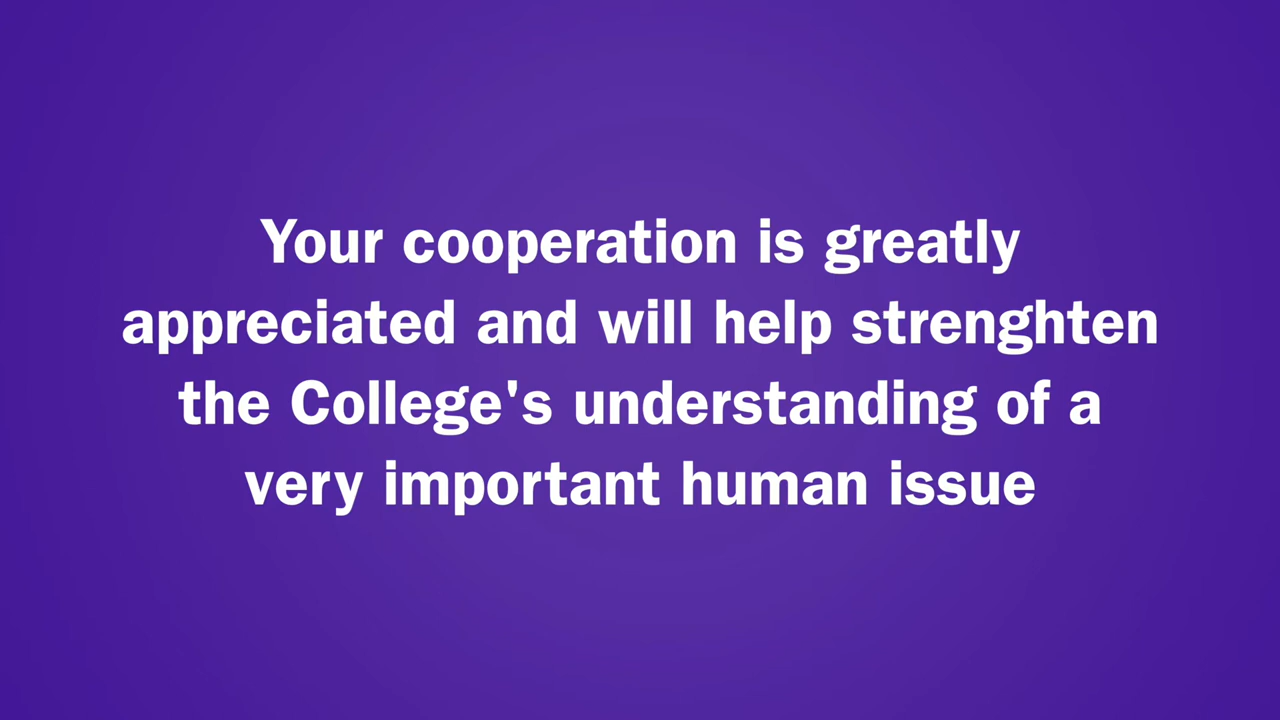 Your cooperation is greatly
appreciated and will help strenghten
the College's understanding of a
very important human issue